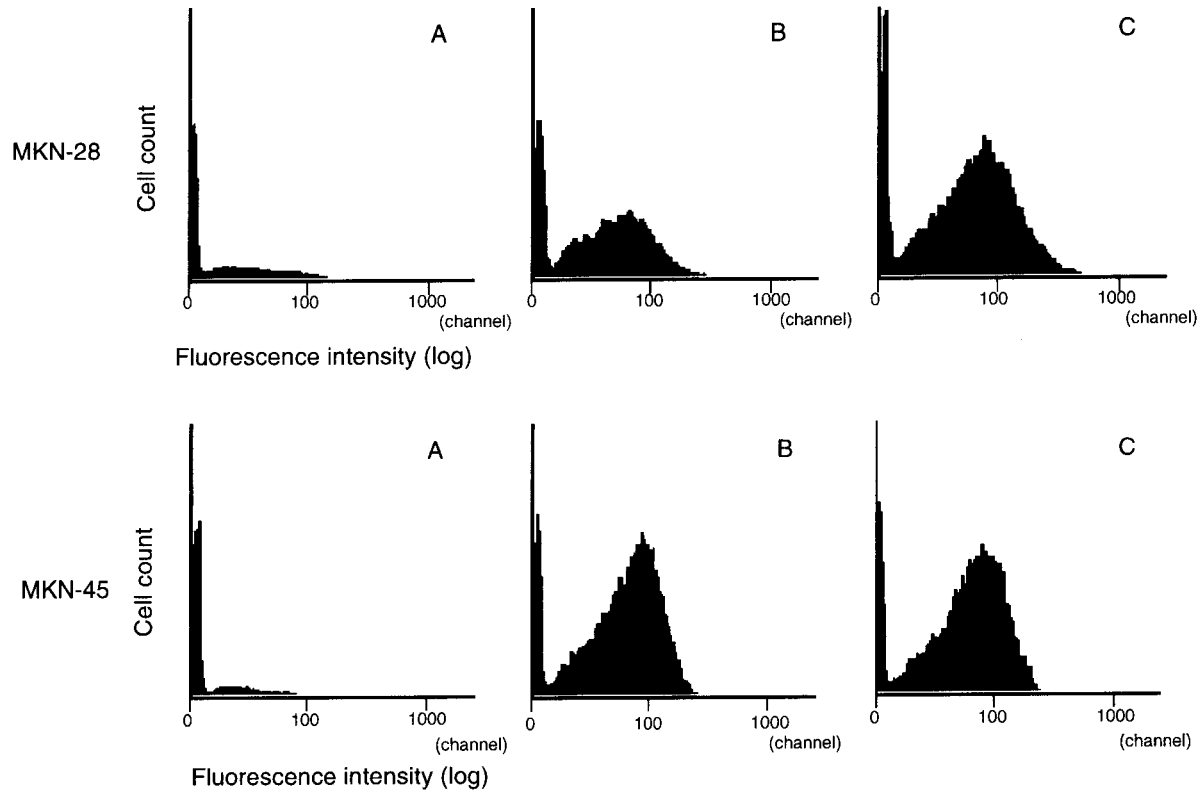 A
B
C
MKN-28
Cell count
0 100 1000
(channel)
0 100 1000
(channel)
0 100 1000
(channel)
Fluorescence intensity (log)
A
B
C
MKN-45
Cell count
0 100 1000
(channel)
0 100 1000
(channel)
0 100 1000
(channel)
Fluorescence intensity (log)